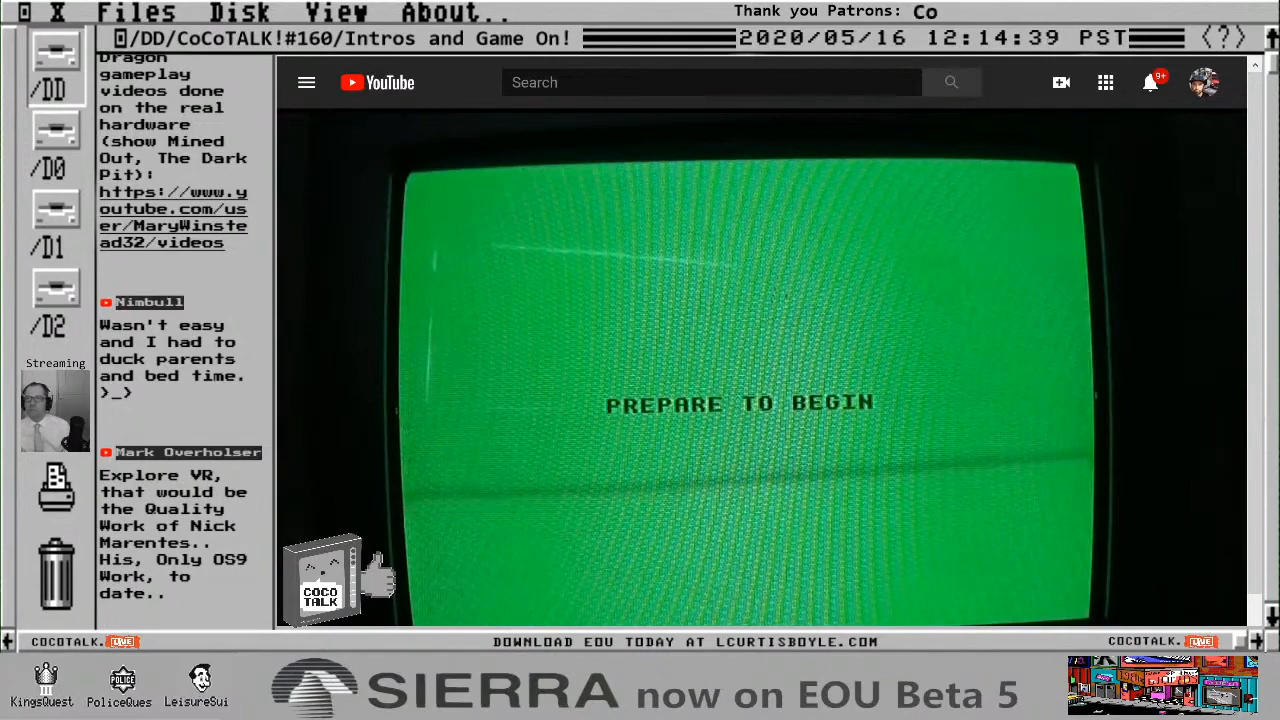 Files Disk View About..
Thank you Patrons: Co
/DD/CoCoTALK!#160/Intros and Game On!
2020/05/16 12:14:39 PST
(?)
/DD
/D0
/D1
/D2
Streaming
Dragon
gameplay
videos done
on the real
hardware
(show Mined
Out, The Dark
Pit):
https://www.y
outube.com/us
er/MaryWinste
ad32/videos
Nimbull
Wasn't easy
and I had to
duck parents
and bed time.
>_>
Mark Overholser
Explore VR,
that would be
the Quality
Work of Nick
Marentes..
His, Only OS9
Work, to
date..
YouTube
Search
9+
PREPARE TO BEGIN
COCO
TALK
COCOTALK.LIVE
DOWNLOAD EOU TODAY AT LCURTISBOYLE.COM
COCOTALK.LIVE
KingsQuest
PoliceQues
LeisureSui
SIERRA now on EOU Beta 5